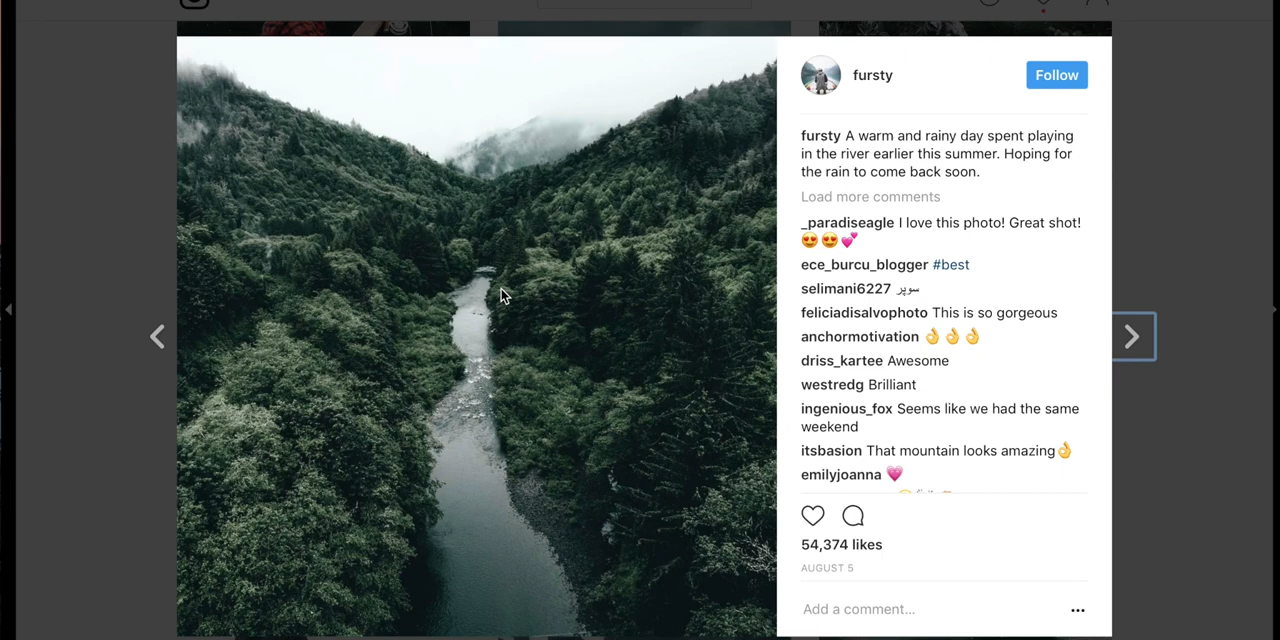 fursty
Follow
fursty A warm and rainy day spent playing
in the river earlier this summer. Hoping for
the rain to come back soon.
Load more comments
_paradiseagle I love this photo! Great shot!
😍😍💕
ece_burcu_blogger #best
selimani6227 سوپر
feliciadisalvophoto This is so gorgeous
anchormotivation 👌👌👌
driss_kartee Awesome
westredg Brilliant
ingenious_fox Seems like we had the same
weekend
itsbasion That mountain looks amazing👌
emilyjoanna 💗
54,374 likes
AUGUST 5
Add a comment...